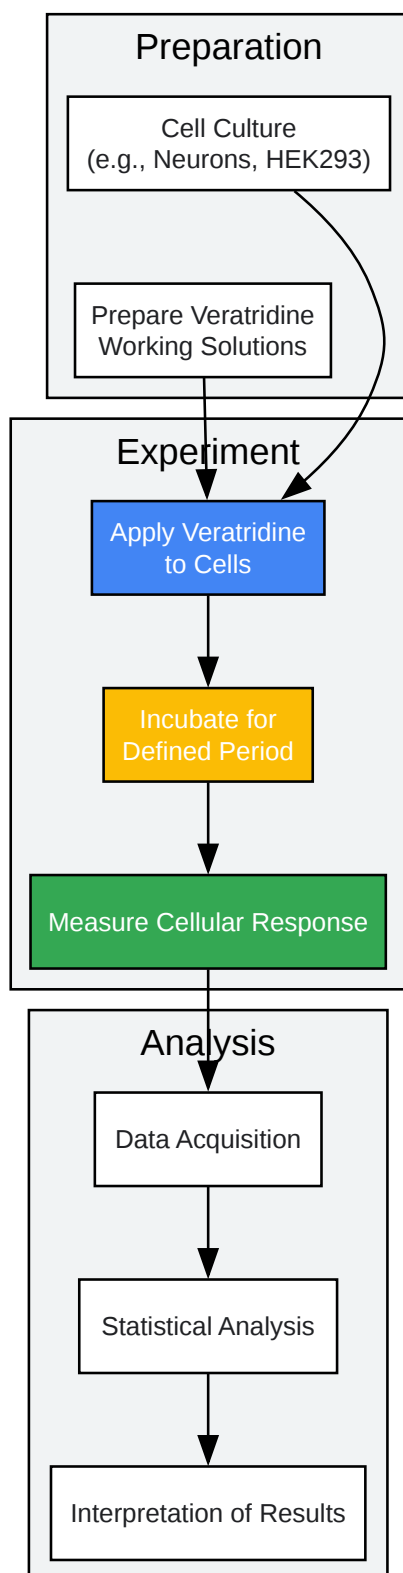 Preparation
Cell Culture
(e.g., Neurons, HEK293)
Prepare Veratridine
Working Solutions
Experiment
Apply Veratridine
to Cells
Incubate for
Defined Period
Measure Cellular Response
Analysis
Data Acquisition
Statistical Analysis
Interpretation of Results